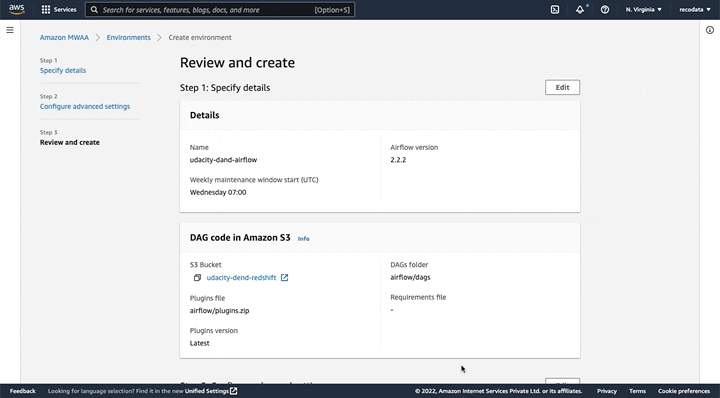 aws Services Search for services, features, blogs, docs, and more [Option+S] N. Virginia ▼ recodata ▼
Amazon MWAA > Environments > Create environment
Step 1
Specify details
Step 2
Configure advanced settings
Step 3
Review and create
Review and create
Step 1: Specify details Edit
Details
Name
udacity-dand-airflow
Weekly maintenance window start (UTC)
Wednesday 07:00
Airflow version
2.2.2
DAG code in Amazon S3 Info
S3 Bucket
udacity-dend-redshift
Plugins file
airflow/plugins.zip
Plugins version
Latest
DAGs folder
airflow/dags
Requirements file
-
Feedback Looking for language selection? Find it in the new Unified Settings © 2022, Amazon Internet Services Private Ltd. or its affiliates. Privacy Terms Cookie preferences